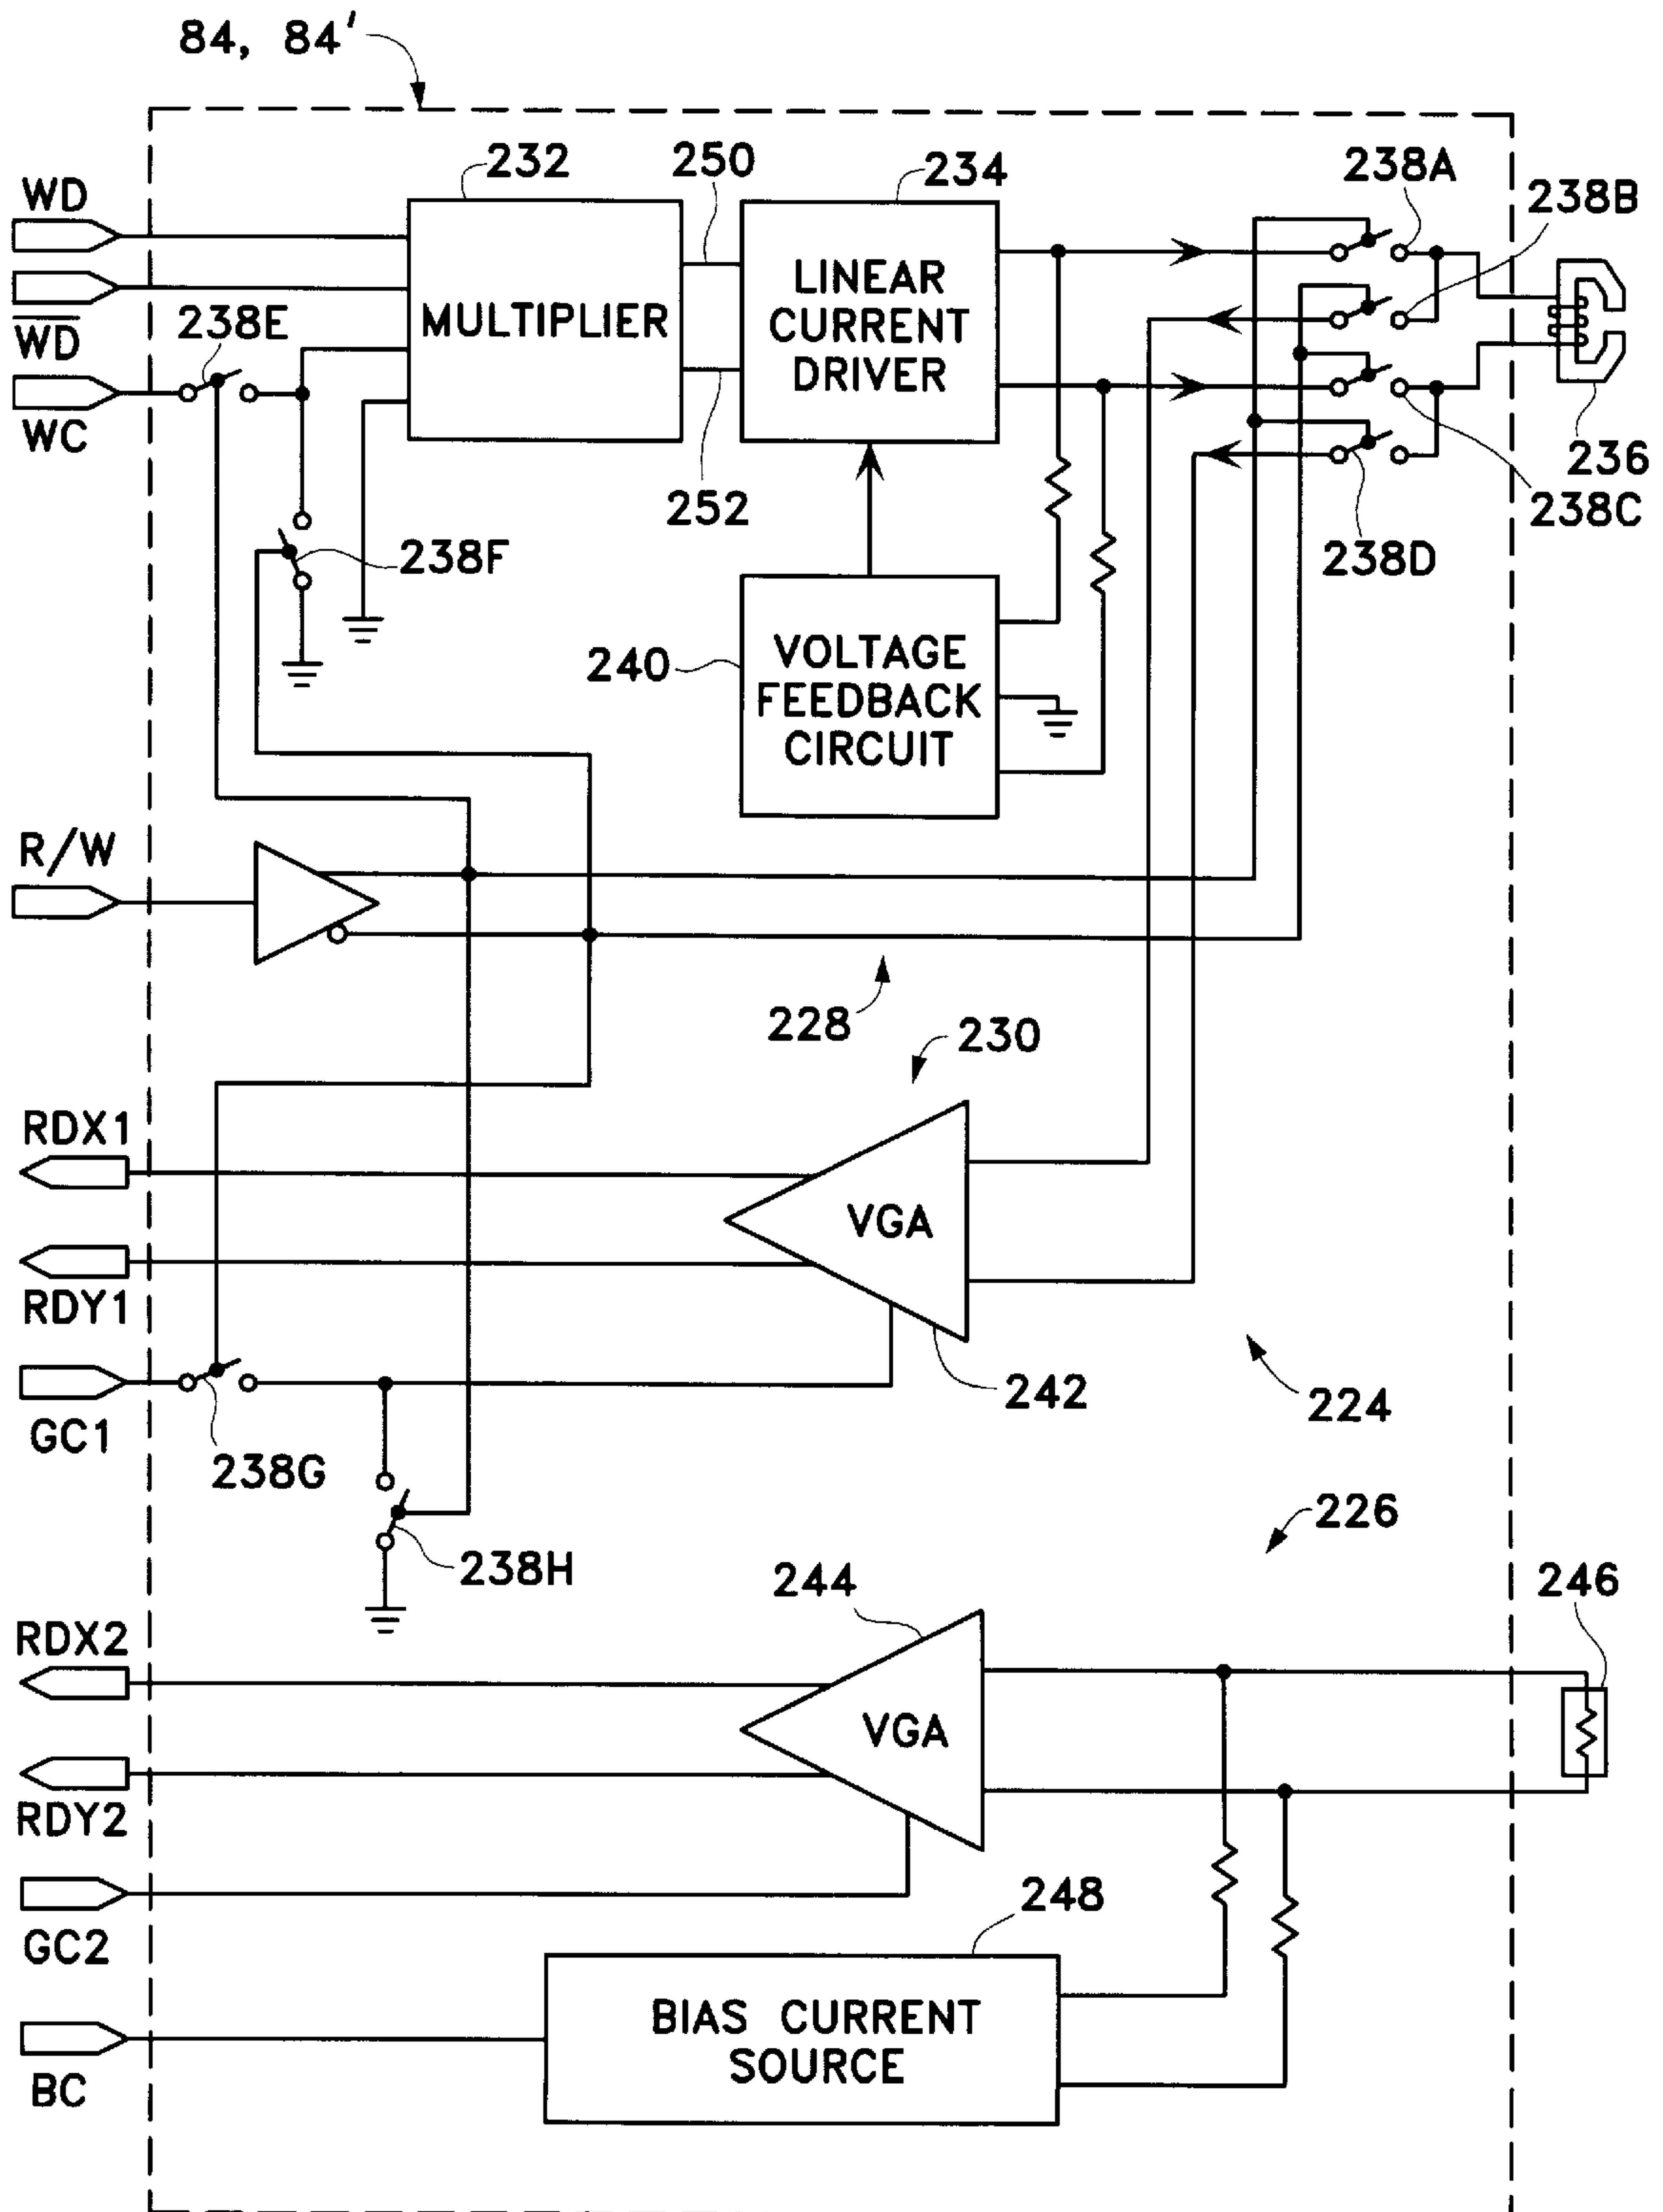 84, 84'
232
250
234
238A
238B
WD
W̅D̅
238E
WC
MULTIPLIER
LINEAR
CURRENT
DRIVER
252
236
238C
238D
238F
240
VOLTAGE
FEEDBACK
CIRCUIT
R/W
228
230
RDX1
RDY1
VGA
GC1
242
224
238G
226
238H
244
246
RDX2
RDY2
VGA
GC2
248
BC
BIAS CURRENT
SOURCE